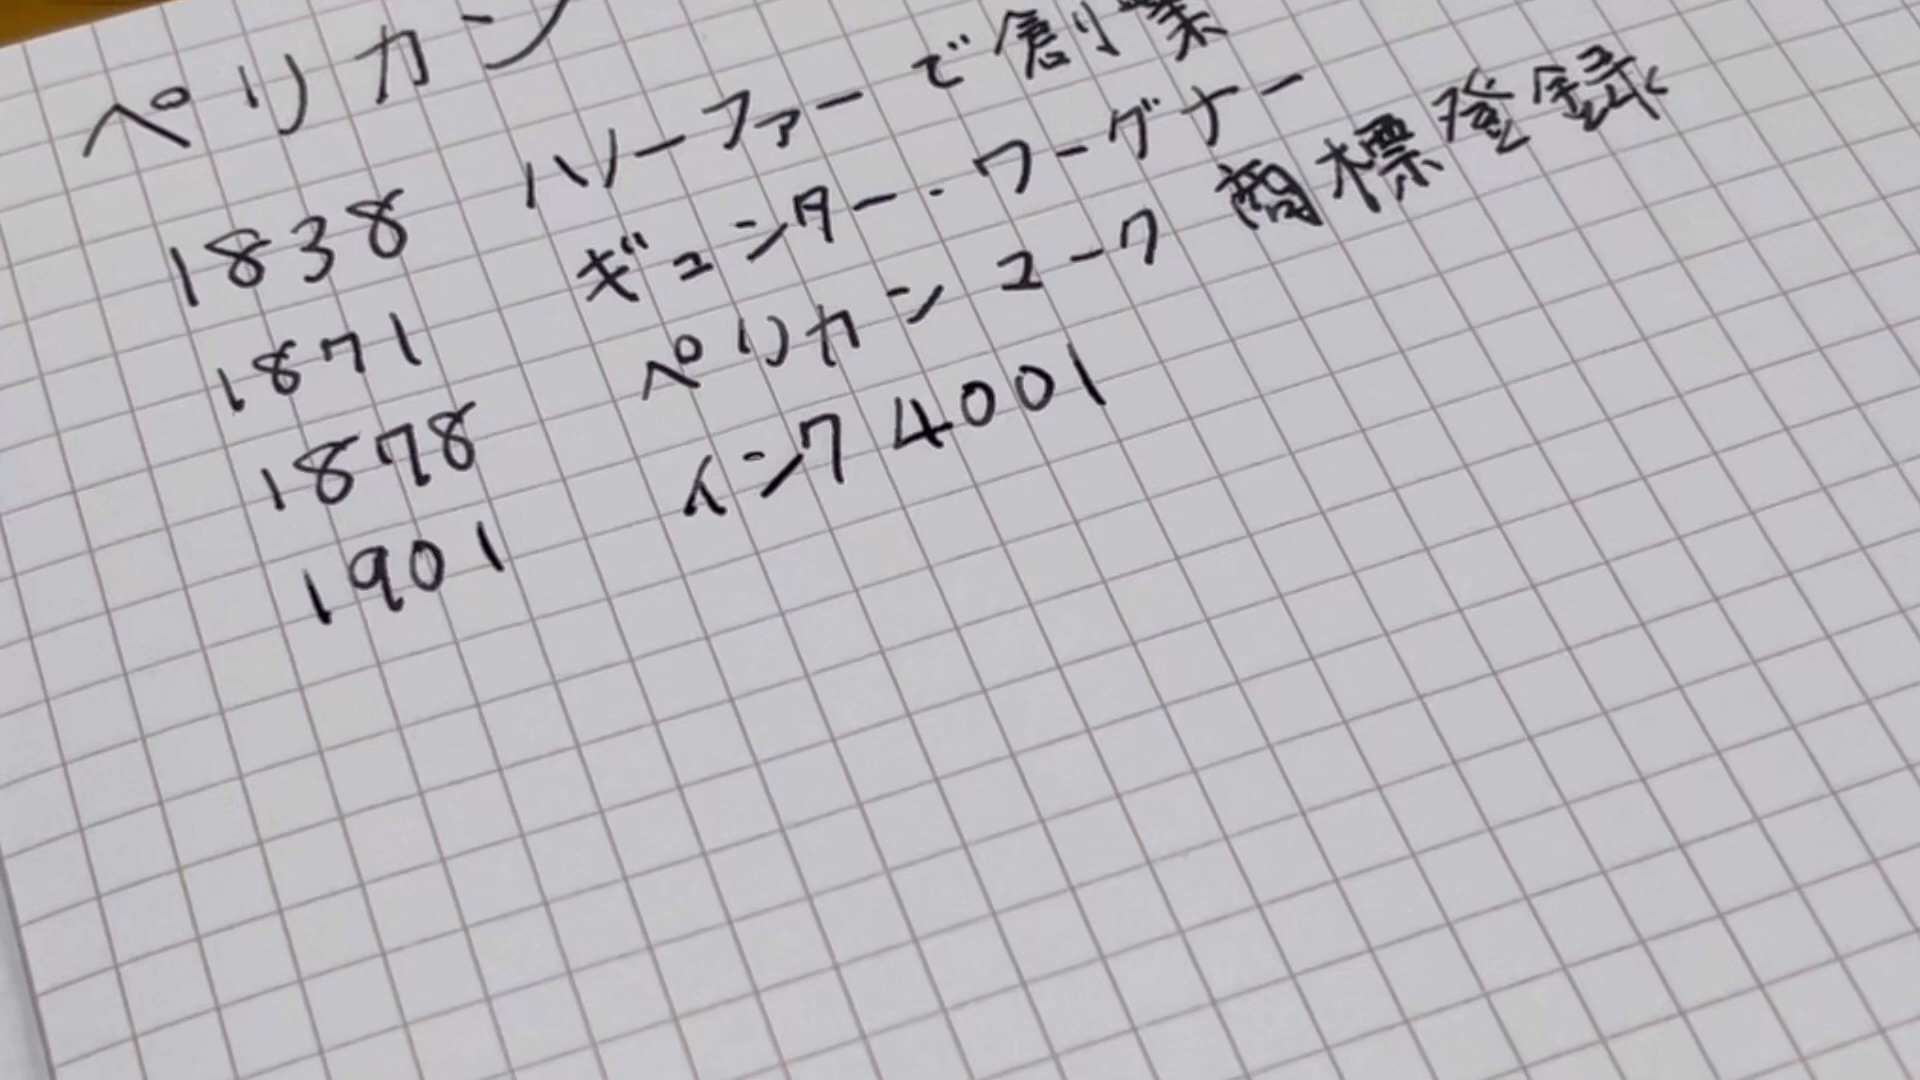 ペリカン
1838 ハノーファーで創業
1871 ギュンター・ワーグナー
1878 ペリカンマーク 商標登録
1901 インク4001